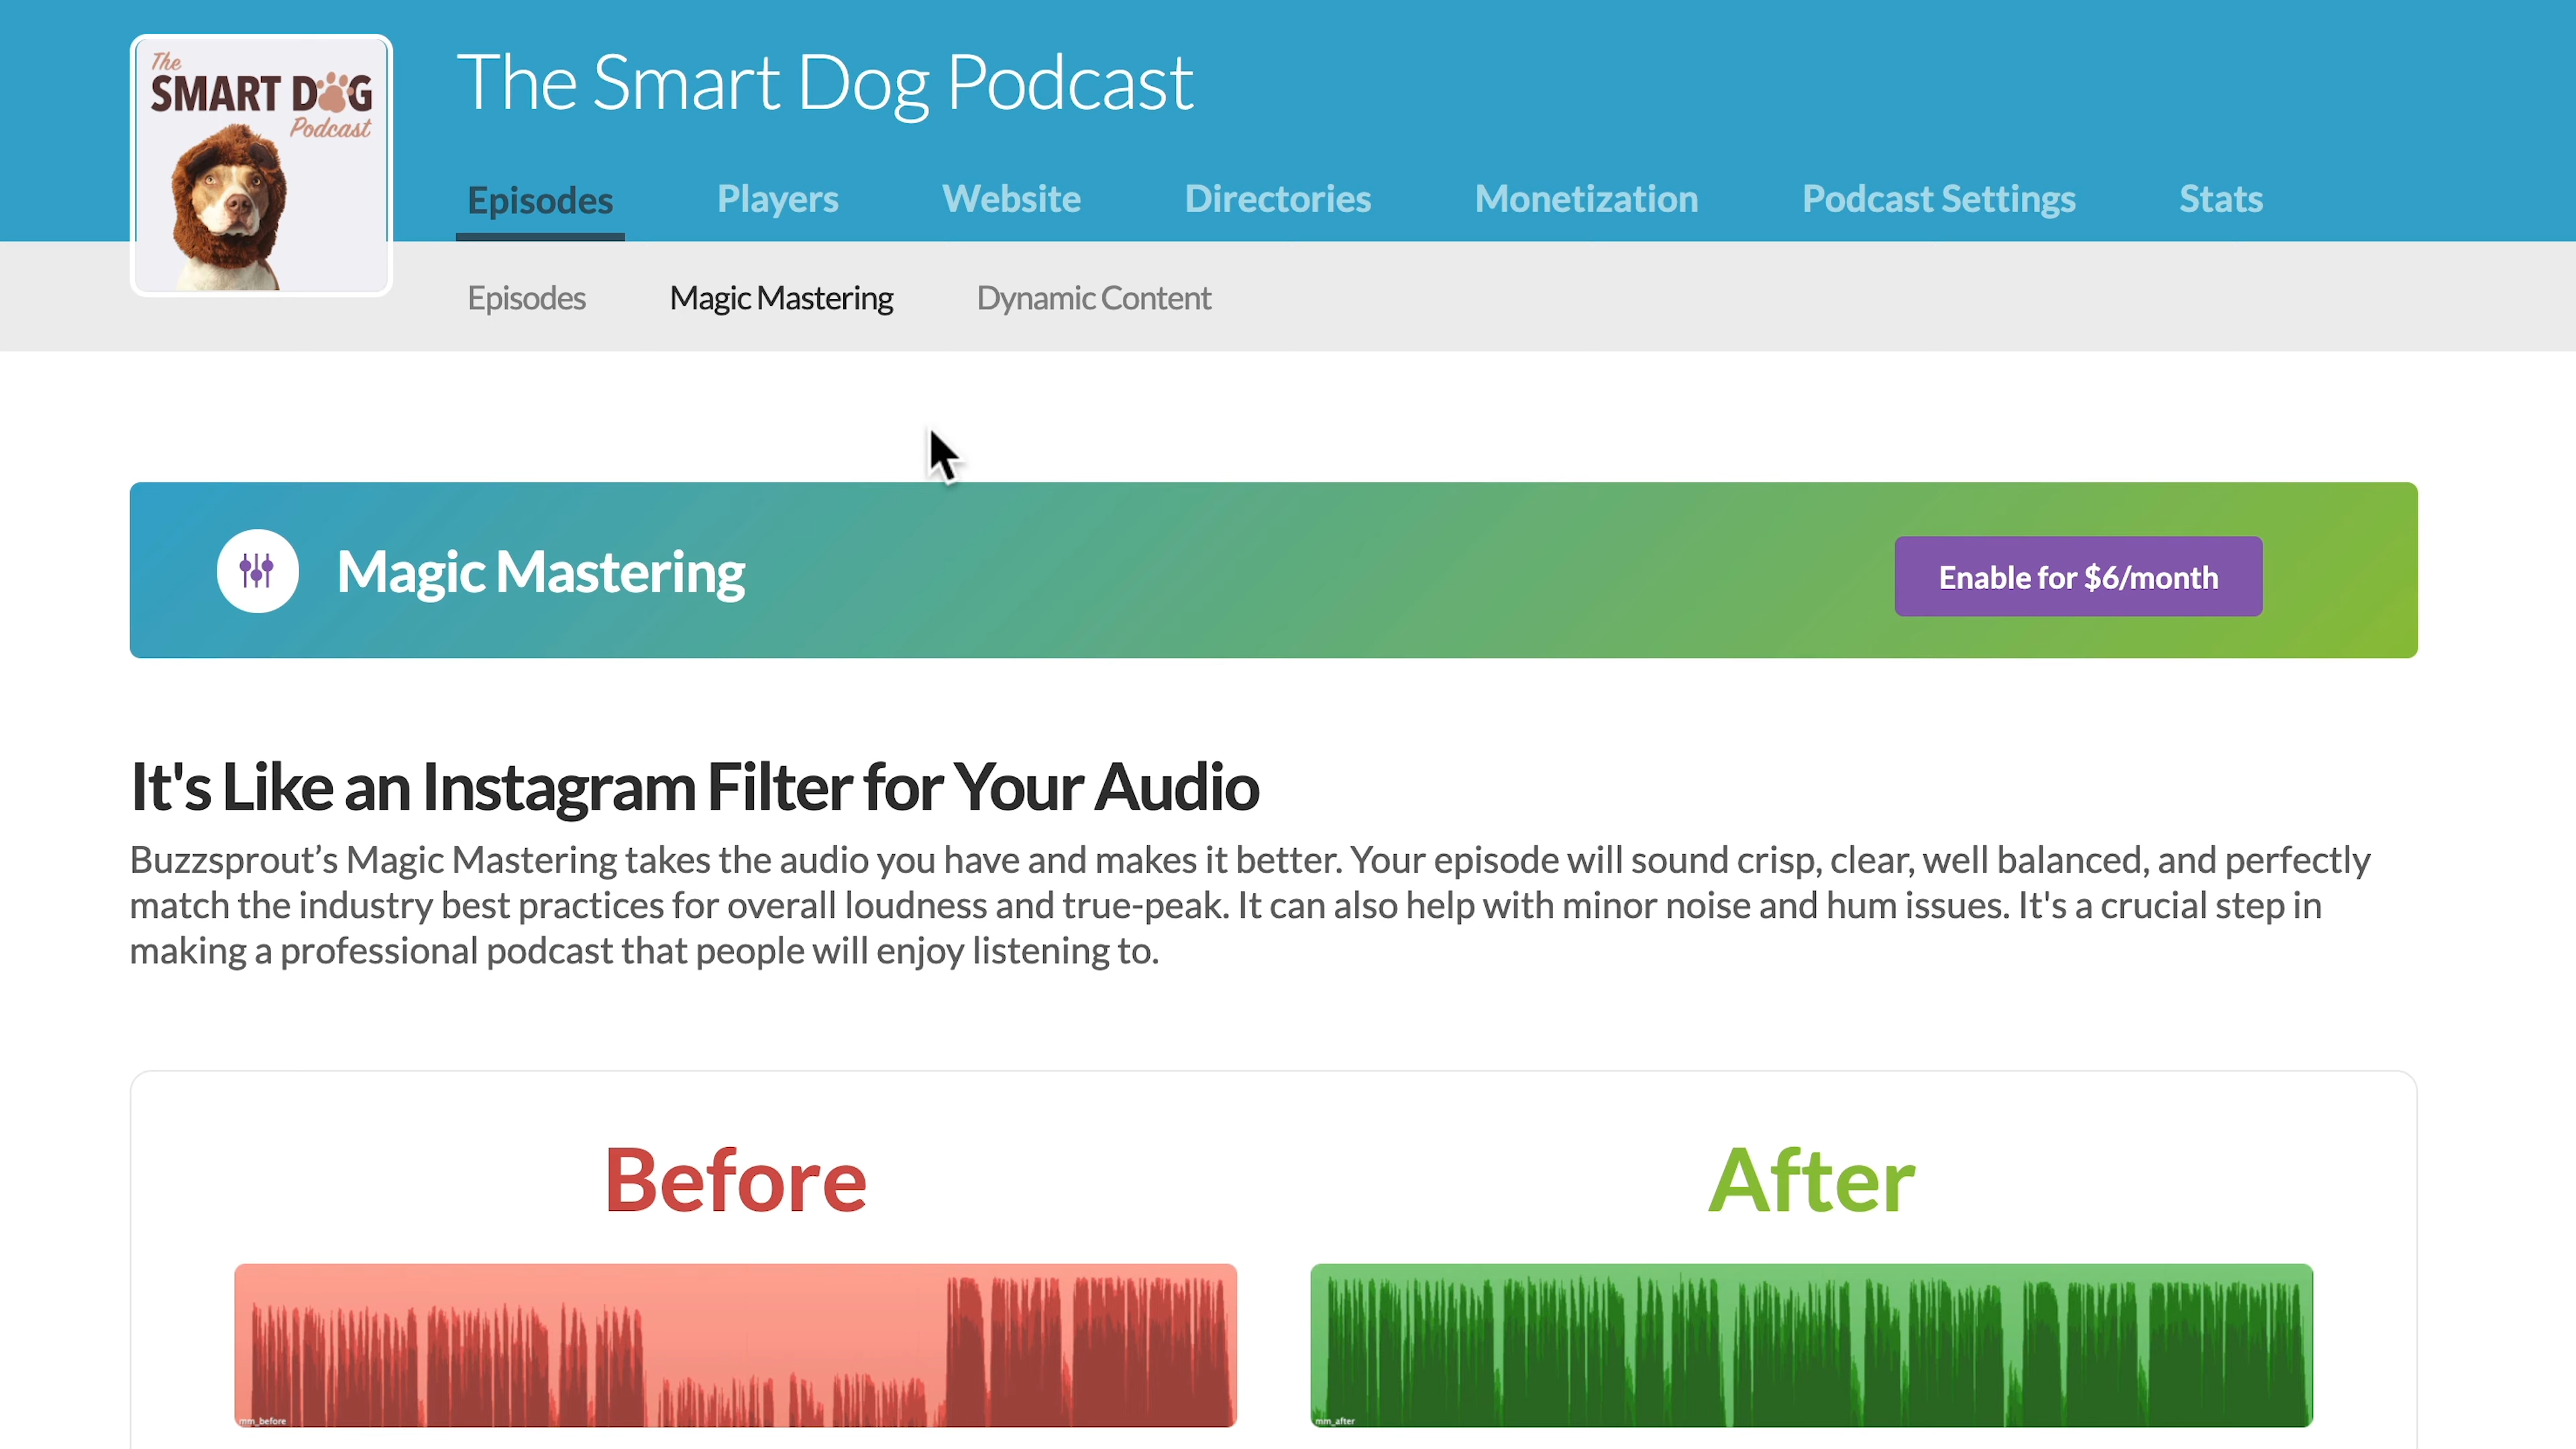 The
SMART DOG
Podcast
The Smart Dog Podcast
Episodes Players Website Directories Monetization Podcast Settings Stats
Episodes Magic Mastering Dynamic Content
Magic Mastering
Enable for $6/month
It's Like an Instagram Filter for Your Audio
Buzzsprout’s Magic Mastering takes the audio you have and makes it better. Your episode will sound crisp, clear, well balanced, and perfectly
match the industry best practices for overall loudness and true-peak. It can also help with minor noise and hum issues. It's a crucial step in
making a professional podcast that people will enjoy listening to.
Before
After
mm_before
mm_after